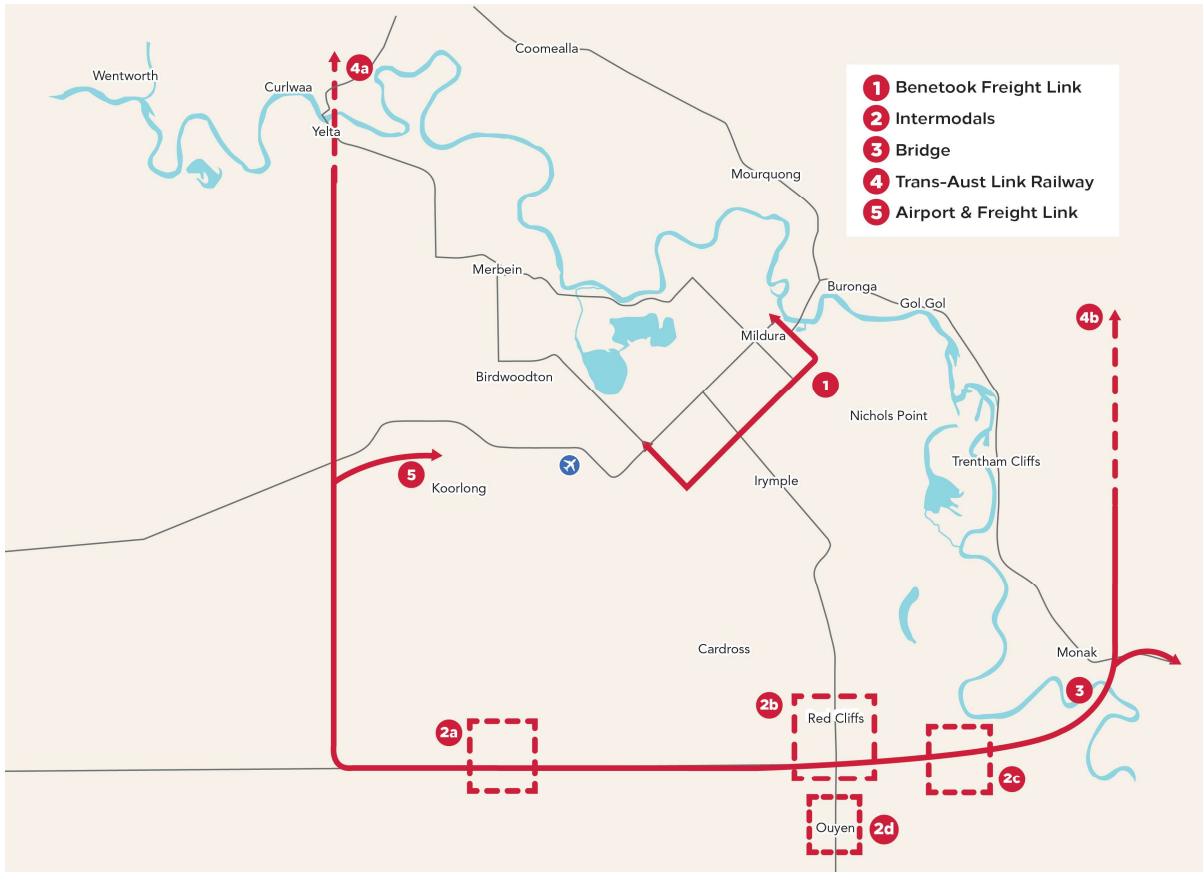 Coomealla
4a
Wentworth
Curlwaa
Yelta
1 Benetook Freight Link
2 Intermodals
3 Bridge
4 Trans-Aust Link Railway
5 Airport & Freight Link
Mourquong
Merbein
Buronga
Gol Gol
4b
Mildura
Birdwoodton
1
Nichols Point
Trentham Cliffs
5
Koorlong
Irymple
Cardross
Monak
3
2b
Red Cliffs
2a
2c
Ouyen
2d